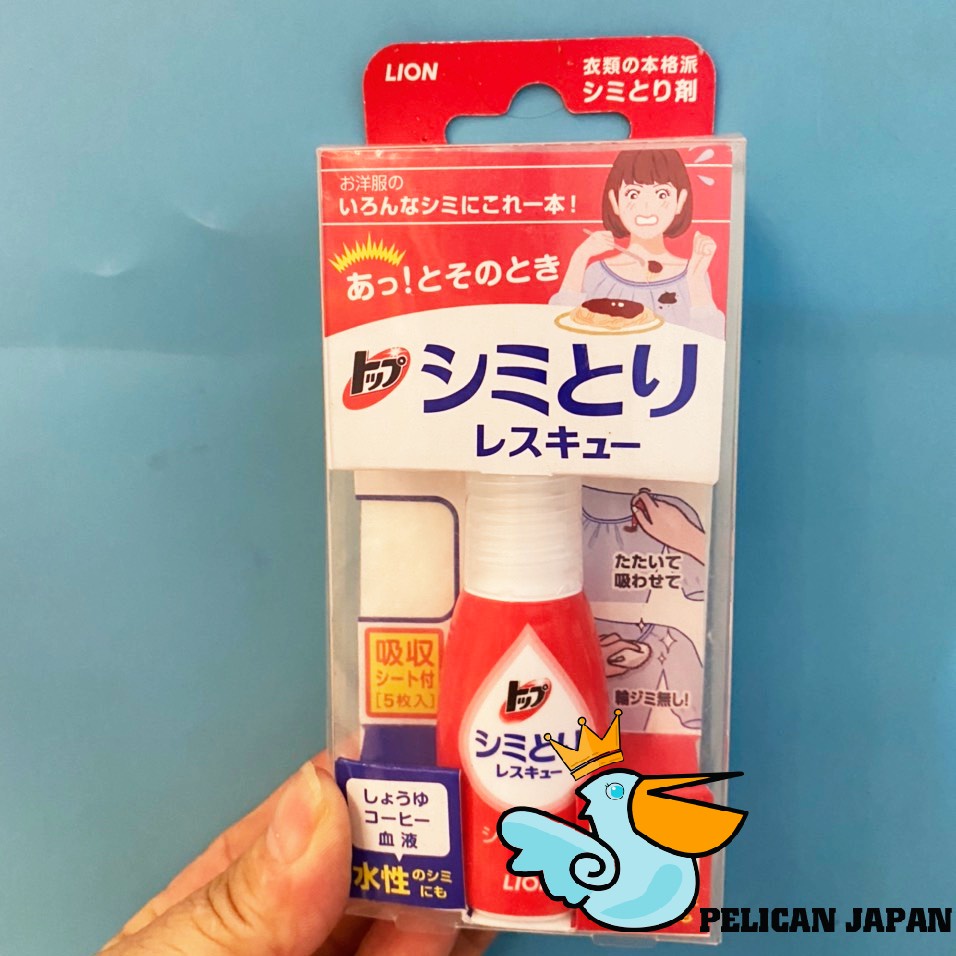 LION
衣類の本格派
シミとり剤
お洋服の
いろんなシミにこれ一本!
あっ!とそのとき
トップ
シミとり
レスキュー
たたいて
吸わせて
吸収
シート付
[5枚入]
輪ジミ無し!
トップ
シミとり
レスキュー
しょうゆ
コーヒー
血液
水性のシミ
にも
PELICAN JAPAN